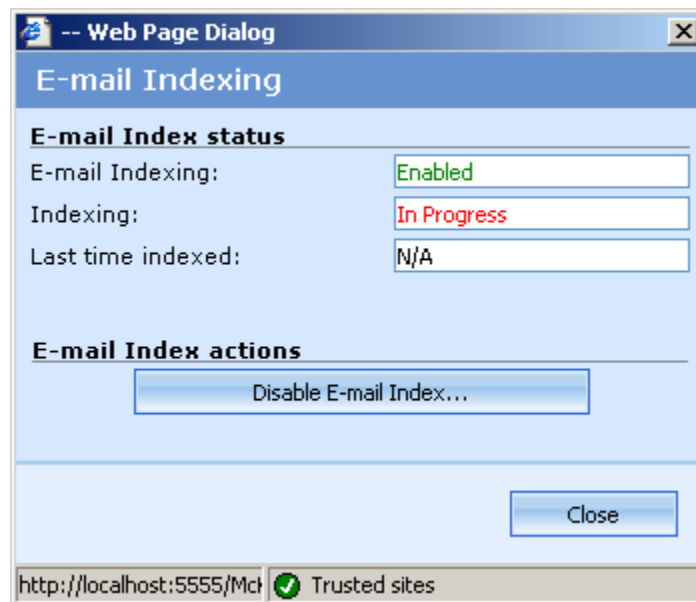 -- Web Page Dialog
E-mail Indexing
E-mail Index status
E-mail Indexing: Enabled
Indexing: In Progress
Last time indexed: N/A
E-mail Index actions
Disable E-mail Index...
Close
http://localhost:5555/Mck Trusted sites